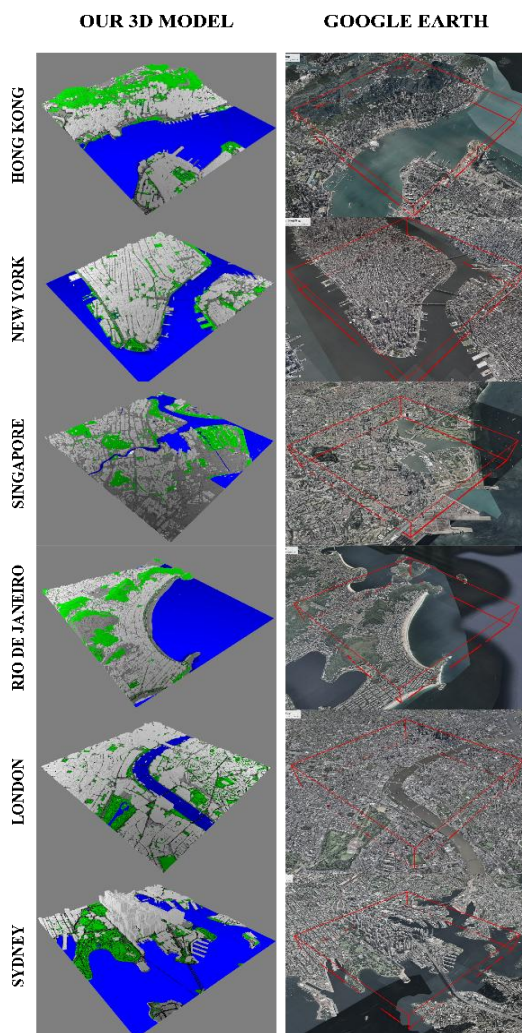 OUR 3D MODEL
GOOGLE EARTH
HONG KONG
NEW YORK
SINGAPORE
RIO DE JANEIRO
LONDON
SYDNEY